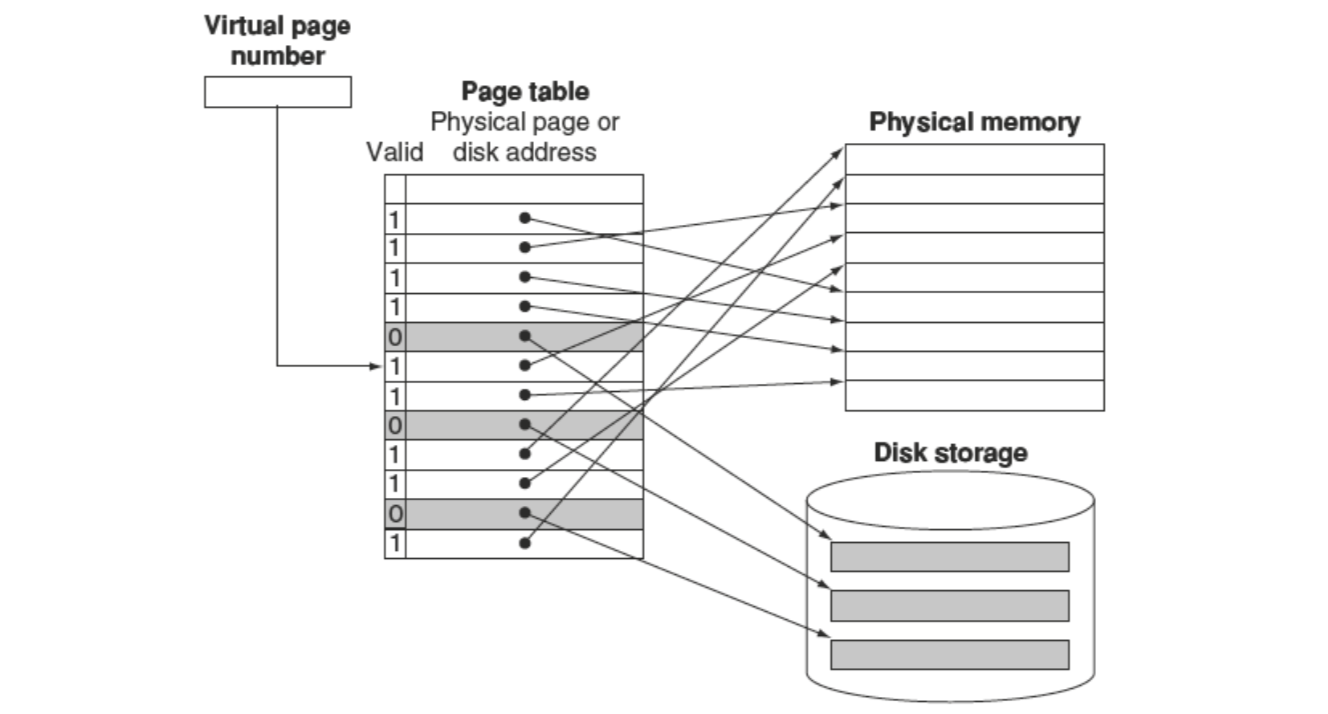 Virtual page
number
Page table
Physical page or
Valid disk address
1
1
1
1
0
1
1
0
1
1
0
1
Physical memory
Disk storage